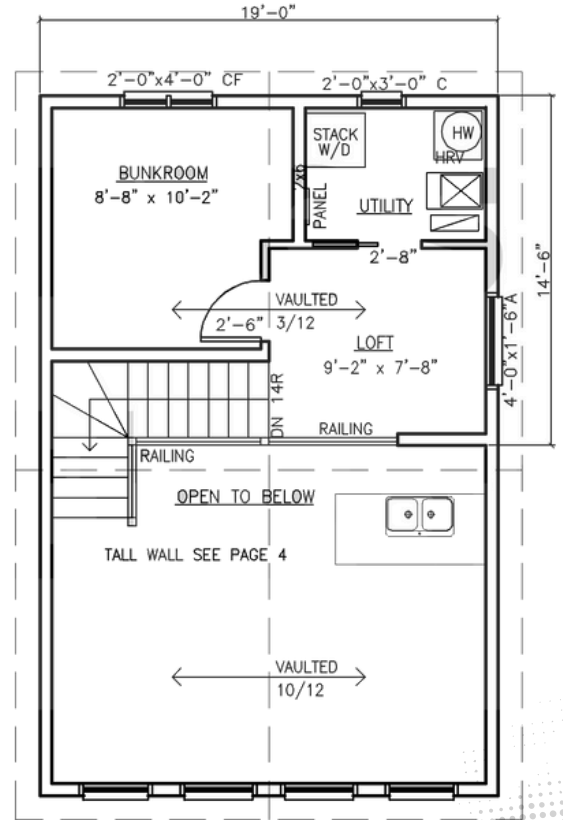 19'-0"
2'-0"x4'-0" CF
2'-0"x3'-0" C
STACK
W/D
HW
HRV
BUNKROOM
8'-8" x 10'-2"
2x6
PANEL
UTILITY
2'-8"
14'-6"
VAULTED
3/12
2'-6"
4'-0"x1'-6"A
LOFT
9'-2" x 7'-8"
DN 14R
RAILING
RAILING
OPEN TO BELOW
TALL WALL SEE PAGE 4
VAULTED
10/12